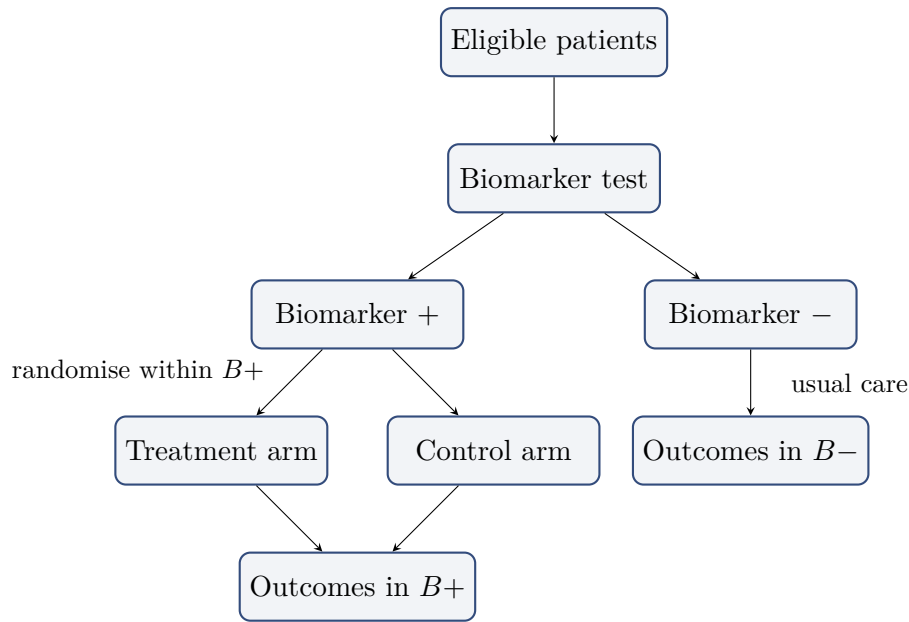 Eligible patients
Biomarker test
Biomarker +
Biomarker −
randomise within B+
usual care
Treatment arm
Control arm
Outcomes in B−
Outcomes in B+